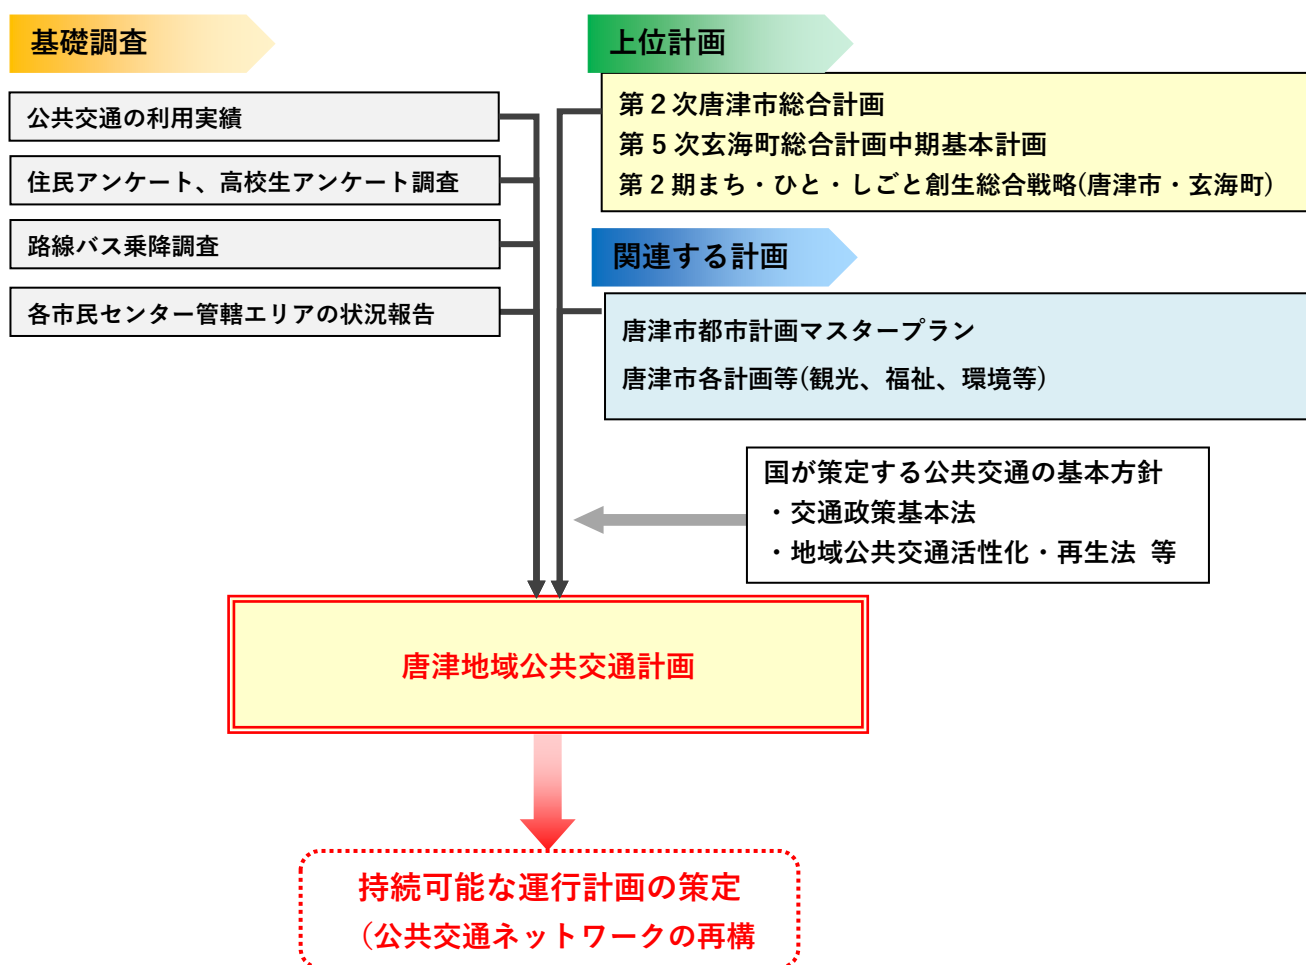 基礎調査
公共交通の利用実績
住民アンケート、高校生アンケート調査
路線バス乗降調査
各市民センター管轄エリアの状況報告
上位計画
第2次唐津市総合計画
第5次玄海町総合計画中期基本計画
第2期まち・ひと・しごと創生総合戦略(唐津市・玄海町)
関連する計画
唐津市都市計画マスタープラン
唐津市各計画等(観光、福祉、環境等)
国が策定する公共交通の基本方針
・交通政策基本法
・地域公共交通活性化・再生法 等
唐津地域公共交通計画
持続可能な運行計画の策定
（公共交通ネットワークの再構